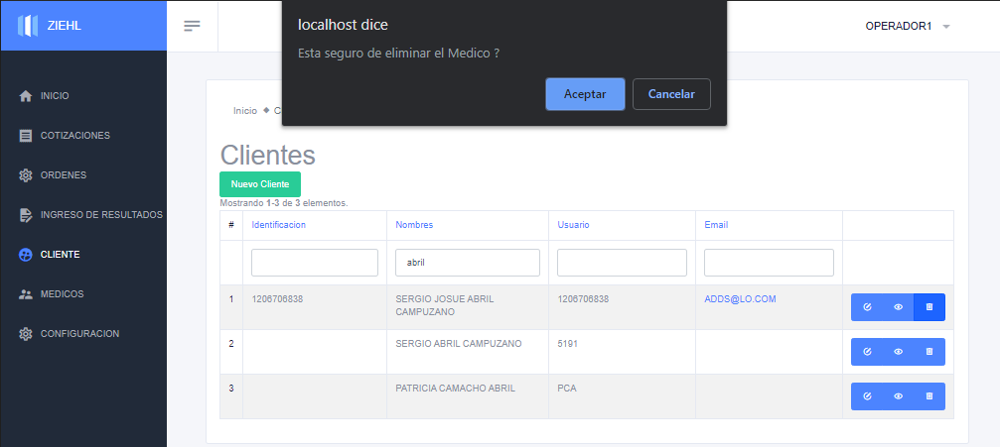 ZIEHL
localhost dice
Esta seguro de eliminar el Medico ?
Aceptar
Cancelar
OPERADOR1
INICIO
COTIZACIONES
ORDENES
INGRESO DE RESULTADOS
CLIENTE
MEDICOS
CONFIGURACION
Inicio
Clientes
Nuevo Cliente
Mostrando 1-3 de 3 elementos.
# Identificacion Nombres Usuario Email
abril
1 1206706838 SERGIO JOSUE ABRIL 1206706838 ADDS@LO.COM
CAMPUZANO
2 SERGIO ABRIL CAMPUZANO 5191
3 PATRICIA CAMACHO ABRIL PCA